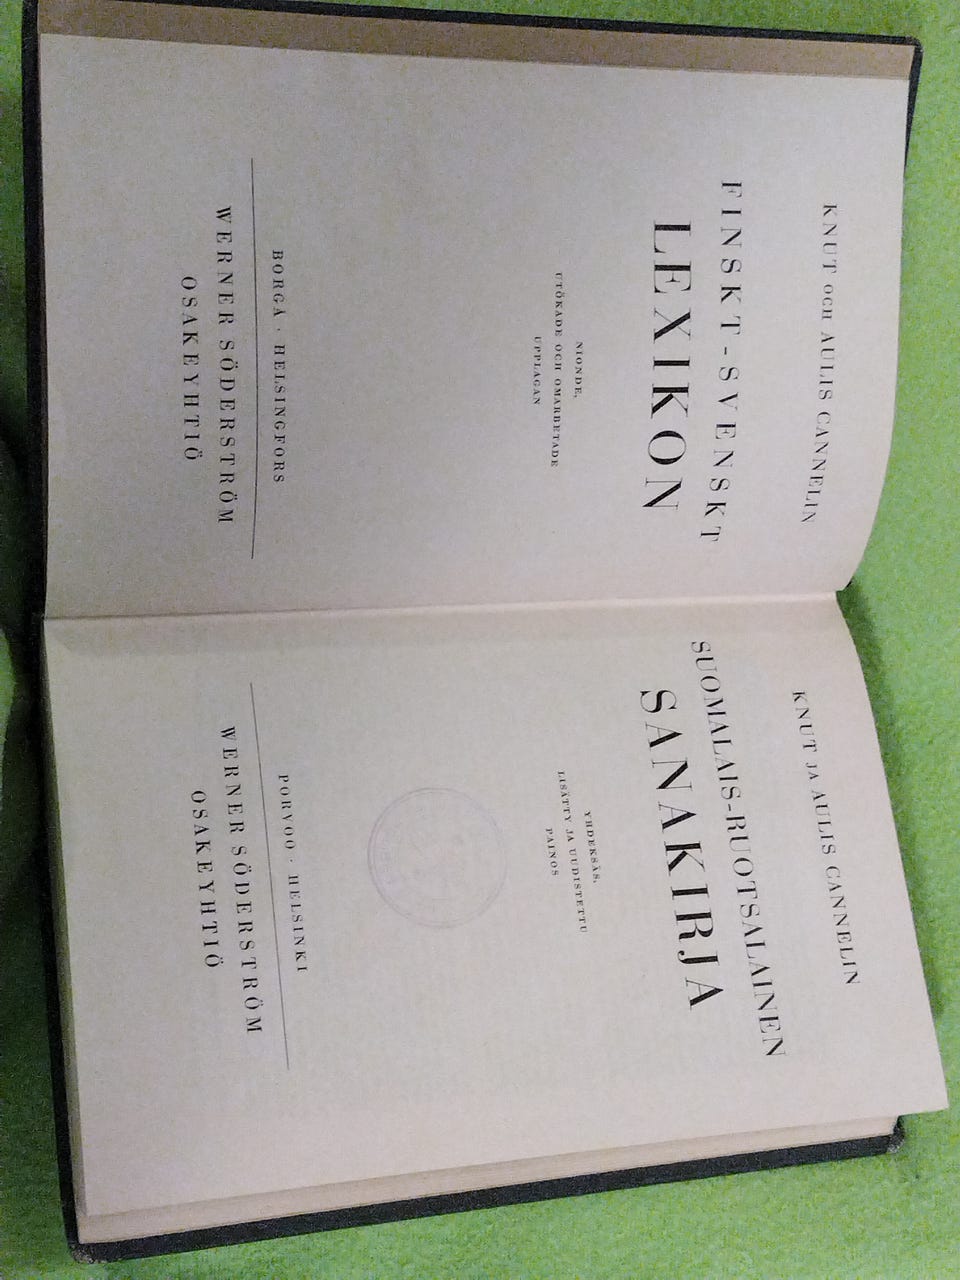 KNUT OCH AULIS CANNELIN
FINSKT-SVENSKT
LEXIKON
NIONDE,
UTÖKADE OCH OMARBETADE
UPPLAGAN
BORGÅ · HELSINGFORS
WERNER SÖDERSTRÖM
OSAKEYHTIÖ
KNUT JA AULIS CANNELIN
SUOMALAIS-RUOTSALAINEN
SANAKIRJA
YHDEKSÄS,
LISÄTTY JA UUDISTETTU
PAINOS
PORVOO · HELSINKI
WERNER SÖDERSTRÖM
OSAKEYHTIÖ